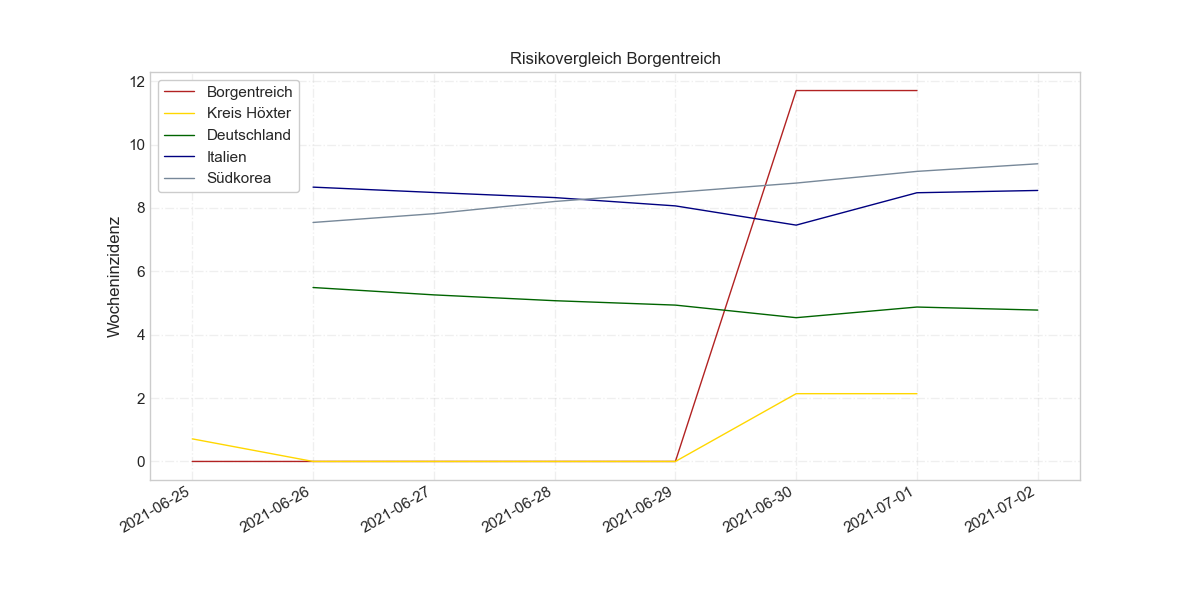 Risikovergleich Borgentreich
Borgentreich
Kreis Höxter
Deutschland
Italien
Südkorea
Wocheninzidenz
12
10
8
6
4
2
0
2021-06-25
2021-06-26
2021-06-27
2021-06-28
2021-06-29
2021-06-30
2021-07-01
2021-07-02